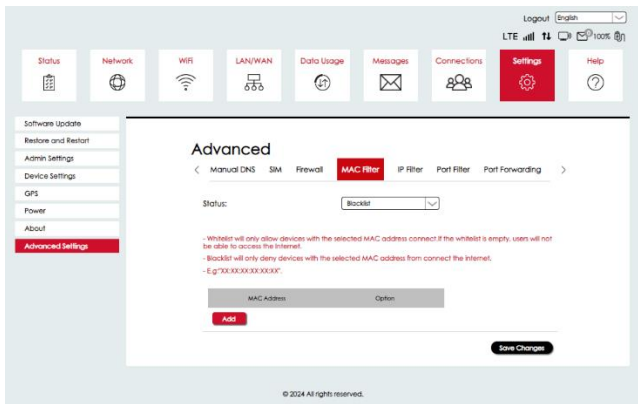 Logout English
LTE 100%
Status Network WiFi LAN/WAN Data Usage Messages Connections Settings Help
Software Update
Restore and Restart
Admin Settings
Device Settings
GPS
Power
About
Advanced Settings
Advanced
Manual DNS SIM Firewall MAC Filter IP Filter Port Filter Port Forwarding
Status: Blacklist
- Whitelist will only allow devices with the selected MAC address connect.If the whitelist is empty, users will not
be able to access the Internet.
- Blacklist will only deny devices with the selected MAC address from connect the internet.
- E.g"XX:XX:XX:XX:XX:XX".
MAC Address Option
Add
Save Changes
© 2024 All rights reserved.